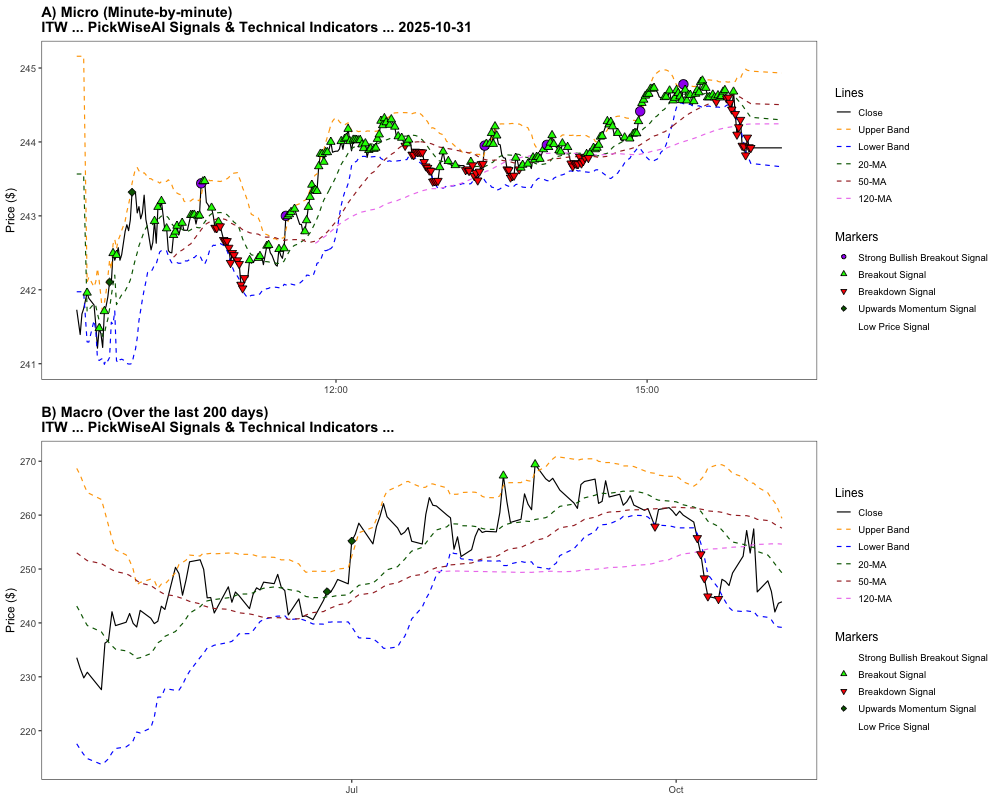 A) Micro (Minute-by-minute)
ITW ... PickWiseAI Signals & Technical Indicators ... 2025-10-31
Price ($)
245
244
243
242
241
12:00
15:00
Lines
Close
Upper Band
Lower Band
20-MA
50-MA
120-MA
Markers
Strong Bullish Breakout Signal
Breakout Signal
Breakdown Signal
Upwards Momentum Signal
Low Price Signal
B) Macro (Over the last 200 days)
ITW ... PickWiseAI Signals & Technical Indicators ...
Price ($)
270
260
250
240
230
220
Jul
Oct
Lines
Close
Upper Band
Lower Band
20-MA
50-MA
120-MA
Markers
Strong Bullish Breakout Signal
Breakout Signal
Breakdown Signal
Upwards Momentum Signal
Low Price Signal